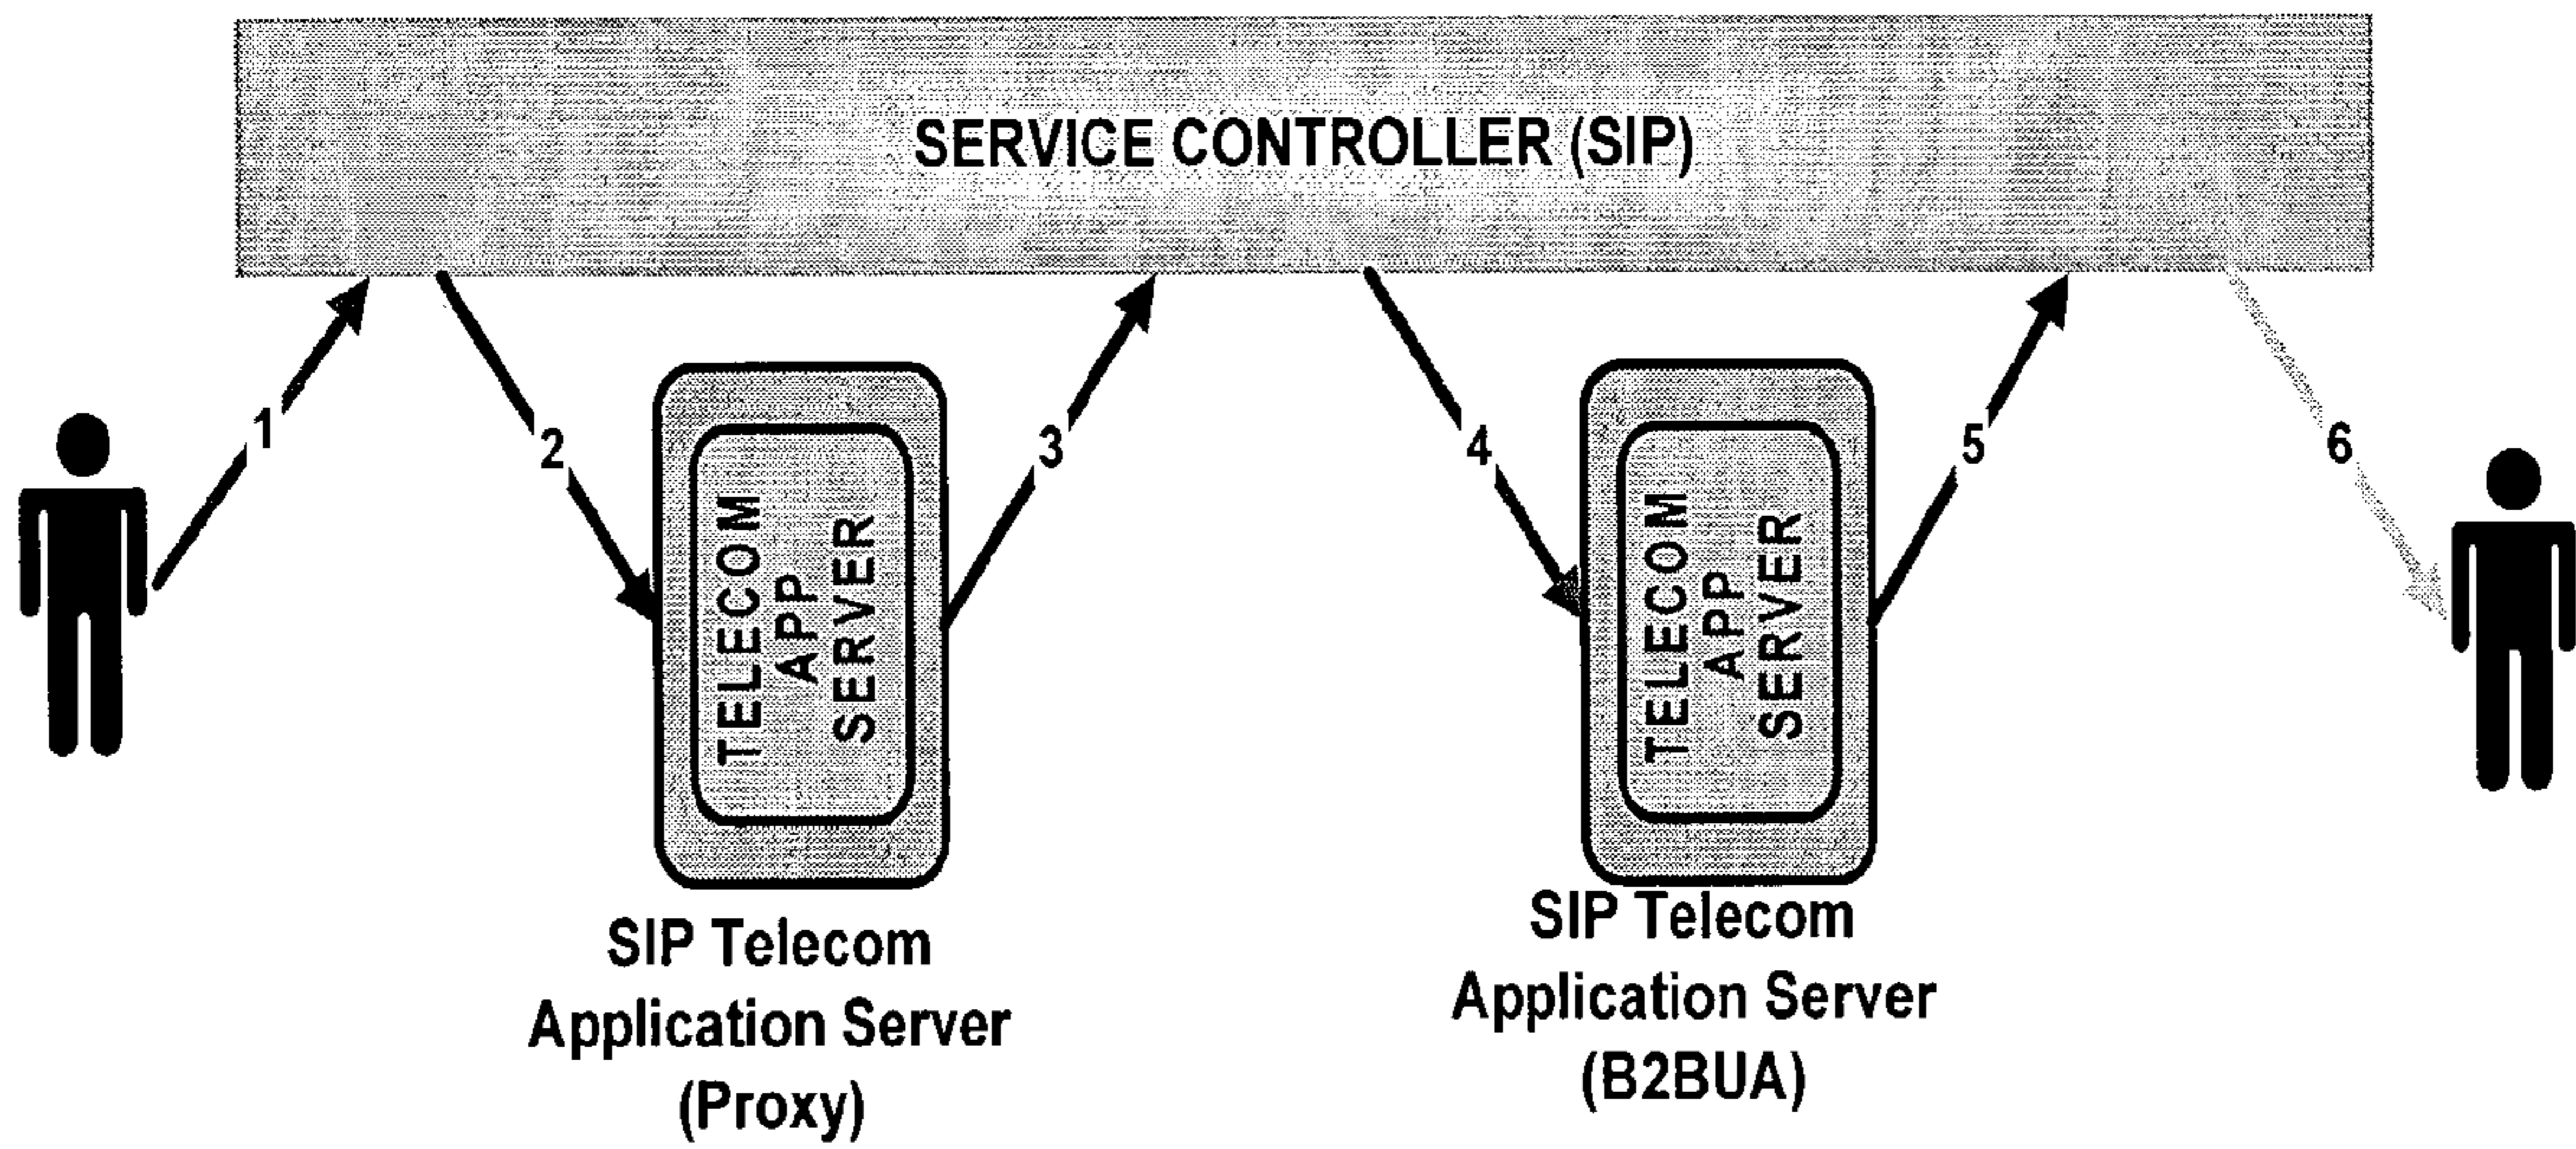 SERVICE CONTROLLER (SIP)
1
2
3
4
5
6
TELECOM
APP
SERVER
TELECOM
APP
SERVER
SIP Telecom
Application Server
(Proxy)
SIP Telecom
Application Server
(B2BUA)